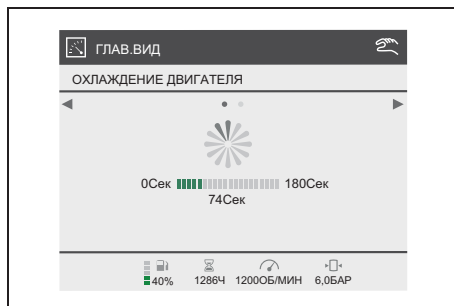 ГЛАВ.ВИД
ОХЛАЖДЕНИЕ ДВИГАТЕЛЯ
0Сек 180Сек
74Сек
40% 1286Ч 1200ОБ/МИН 6,0БАР